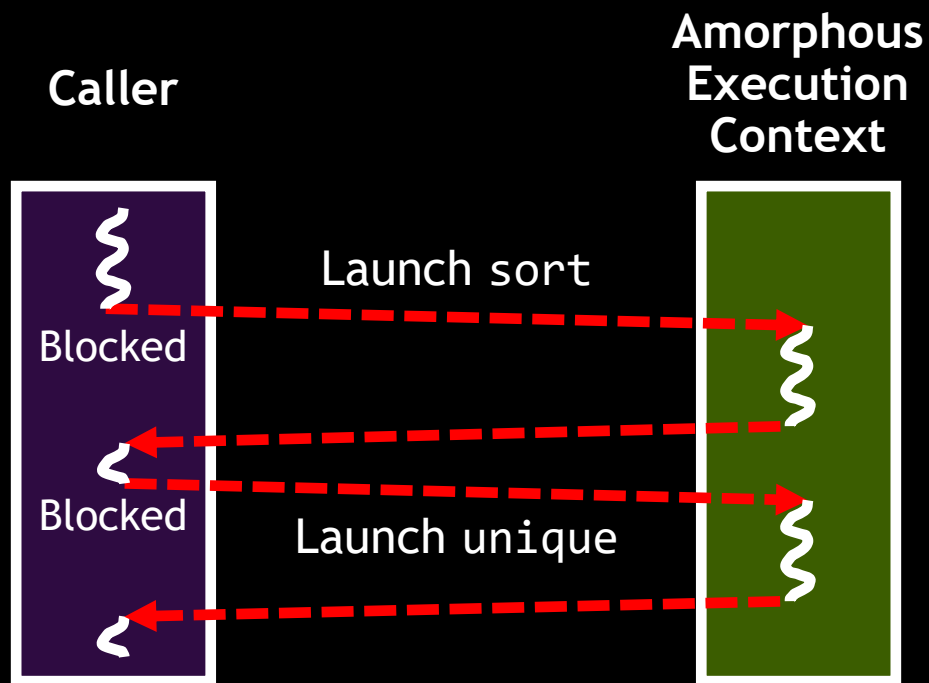 Caller
Amorphous
Execution
Context
Launch sort
Blocked
Blocked
Launch unique